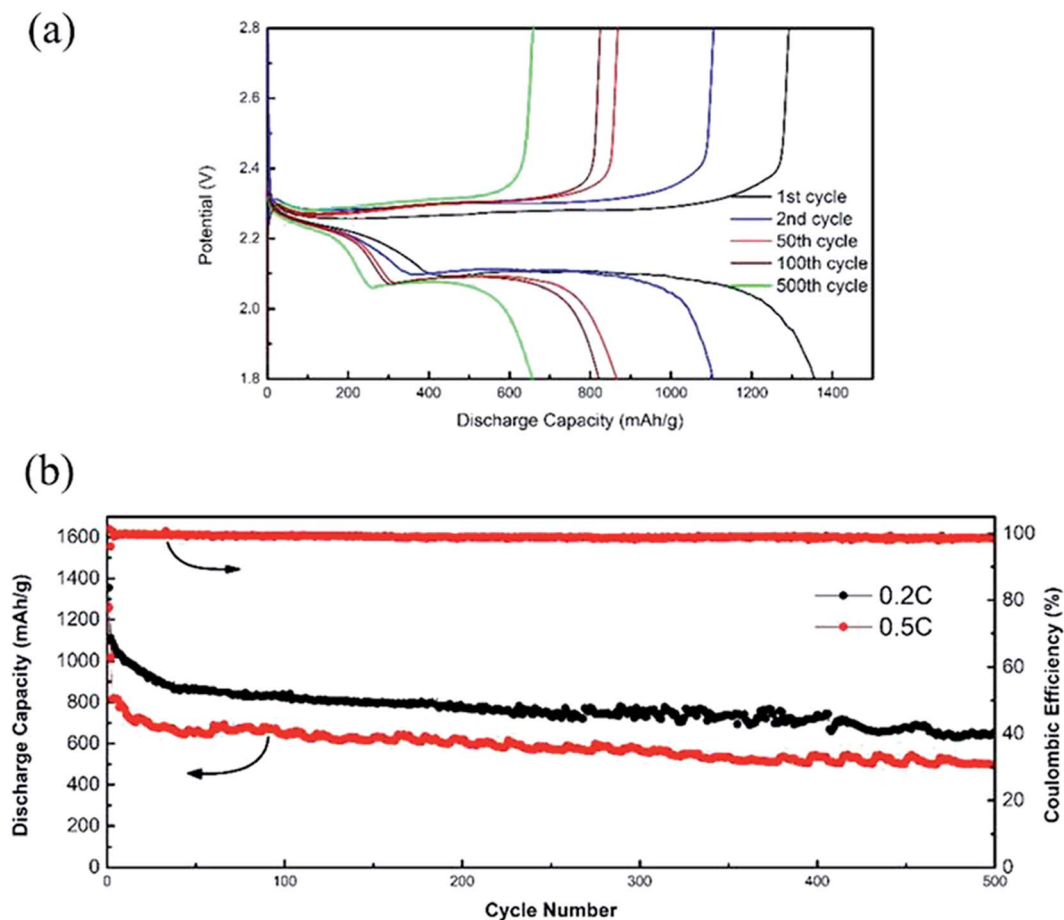 (a)
2.8
2.6
2.4
2.2
2.0
1.8
Potential (V)
1st cycle
2nd cycle
50th cycle
100th cycle
500th cycle
0 200 400 600 800 1000 1200 1400
Discharge Capacity (mAh/g)
(b)
1600
1400
1200
1000
800
600
400
200
0
Discharge Capacity (mAh/g)
0.2C
0.5C
100
80
60
40
20
0
Coulombic Efficiency (%)
0 100 200 300 400 500
Cycle Number